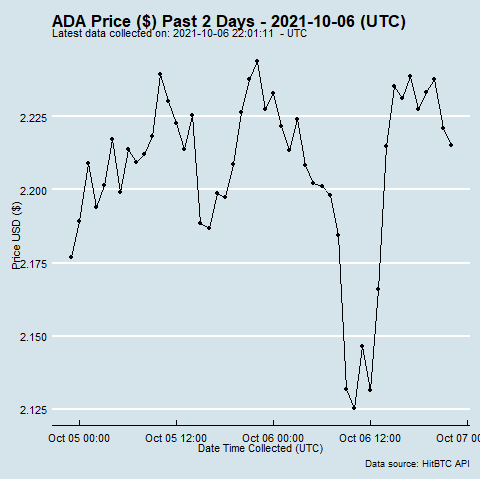 ADA Price ($) Past 2 Days - 2021-10-06 (UTC)
Latest data collected on: 2021-10-06 22:01:11 - UTC
Price USD ($)
2.225
2.200
2.175
2.150
2.125
Oct 05 00:00 Oct 05 12:00 Oct 06 00:00 Oct 06 12:00 Oct 07 00
Date Time Collected (UTC)
Data source: HitBTC API